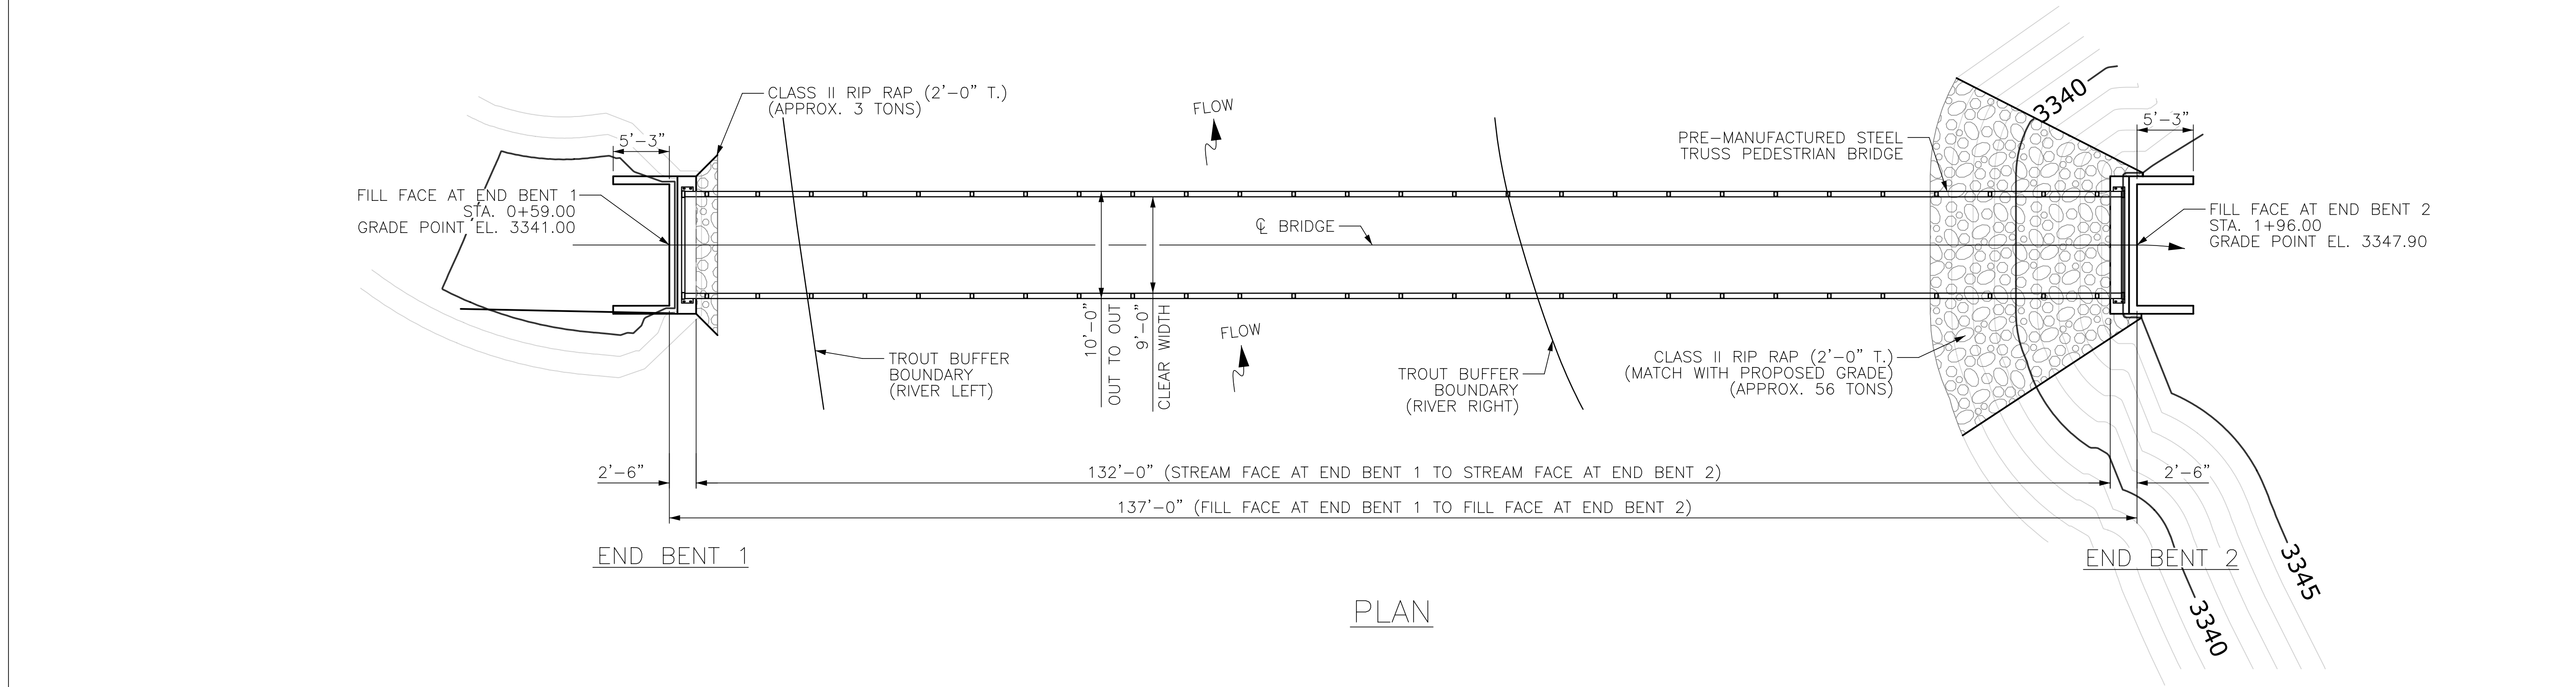 CLASS II RIP RAP (2'-0" T.)
(APPROX. 3 TONS)
FLOW
3340
5'-3"
5'-3"
PRE-MANUFACTURED STEEL
TRUSS PEDESTRIAN BRIDGE
FILL FACE AT END BENT 1
STA. 0+59.00
GRADE POINT EL. 3341.00
℄ BRIDGE
FILL FACE AT END BENT 2
STA. 1+96.00
GRADE POINT EL. 3347.90
10'-0"
OUT TO OUT
9'-0"
CLEAR WIDTH
FLOW
TROUT BUFFER
BOUNDARY
(RIVER LEFT)
TROUT BUFFER
BOUNDARY
(RIVER RIGHT)
CLASS II RIP RAP (2'-0" T.)
(MATCH WITH PROPOSED GRADE)
(APPROX. 56 TONS)
2'-6"
132'-0" (STREAM FACE AT END BENT 1 TO STREAM FACE AT END BENT 2)
2'-6"
137'-0" (FILL FACE AT END BENT 1 TO FILL FACE AT END BENT 2)
END BENT 1
END BENT 2
3345
3340
PLAN